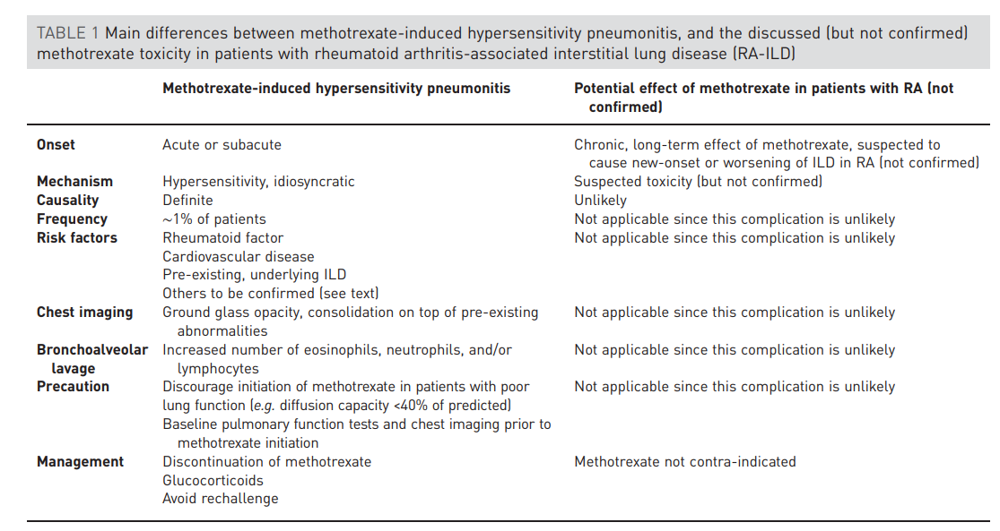 TABLE 1 Main differences between methotrexate-induced hypersensitivity pneumonitis, and the discussed (but not confirmed)
methotrexate toxicity in patients with rheumatoid arthritis-associated interstitial lung disease (RA-ILD)
Methotrexate-induced hypersensitivity pneumonitis Potential effect of methotrexate in patients with RA (not
confirmed)
Onset Acute or subacute Chronic, long-term effect of methotrexate, suspected to
cause new-onset or worsening of ILD in RA (not confirmed)
Mechanism Hypersensitivity, idiosyncratic Suspected toxicity (but not confirmed)
Causality Definite Unlikely
Frequency ~1% of patients Not applicable since this complication is unlikely
Risk factors Rheumatoid factor Not applicable since this complication is unlikely
Cardiovascular disease
Pre-existing, underlying ILD
Others to be confirmed (see text)
Chest imaging Ground glass opacity, consolidation on top of pre-existing Not applicable since this complication is unlikely
abnormalities
Bronchoalveolar Increased number of eosinophils, neutrophils, and/or Not applicable since this complication is unlikely
lavage lymphocytes
Precaution Discourage initiation of methotrexate in patients with poor Not applicable since this complication is unlikely
lung function (e.g. diffusion capacity <40% of predicted)
Baseline pulmonary function tests and chest imaging prior to
methotrexate initiation
Management Discontinuation of methotrexate Methotrexate not contra-indicated
Glucocorticoids
Avoid rechallenge